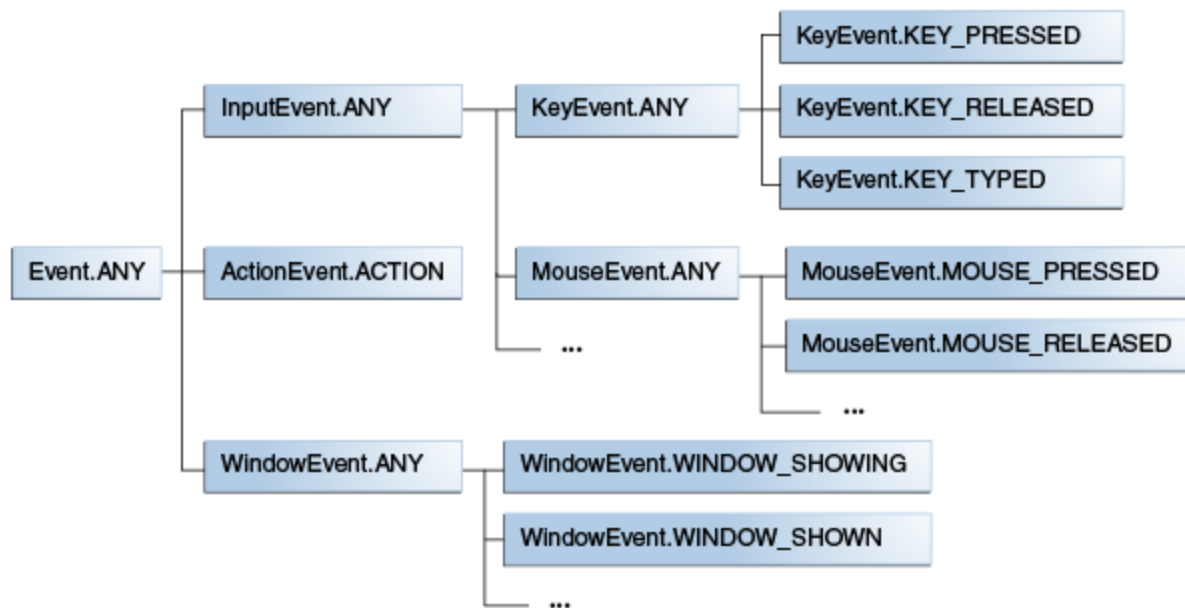 KeyEvent.KEY_PRESSED
InputEvent.ANY
KeyEvent.ANY
KeyEvent.KEY_RELEASED
KeyEvent.KEY_TYPED
Event.ANY
ActionEvent.ACTION
MouseEvent.ANY
MouseEvent.MOUSE_PRESSED
...
MouseEvent.MOUSE_RELEASED
...
WindowEvent.ANY
WindowEvent.WINDOW_SHOWING
WindowEvent.WINDOW_SHOWN
...